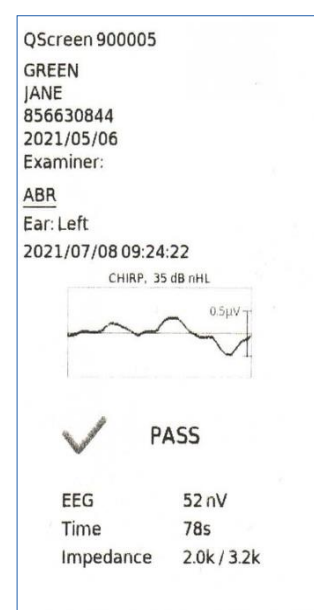 QScreen 900005
GREEN
JANE
856630844
2021/05/06
Examiner:
ABR
Ear: Left
2021/07/08 09:24:22
CHIRP, 35 dB nHL
0.5µV
PASS
EEG 52 nV
Time 78s
Impedance 2.0k / 3.2k